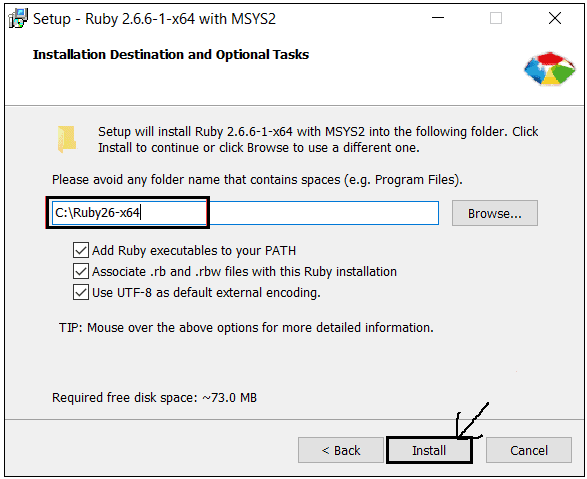 Setup - Ruby 2.6.6-1-x64 with MSYS2
Installation Destination and Optional Tasks
Setup will install Ruby 2.6.6-1-x64 with MSYS2 into the following folder. Click
Install to continue or click Browse to use a different one.
Please avoid any folder name that contains spaces (e.g. Program Files).
C:\Ruby26-x64
Browse...
Add Ruby executables to your PATH
Associate .rb and .rbw files with this Ruby installation
Use UTF-8 as default external encoding.
TIP: Mouse over the above options for more detailed information.
Required free disk space: ~73.0 MB
< Back
Install
Cancel